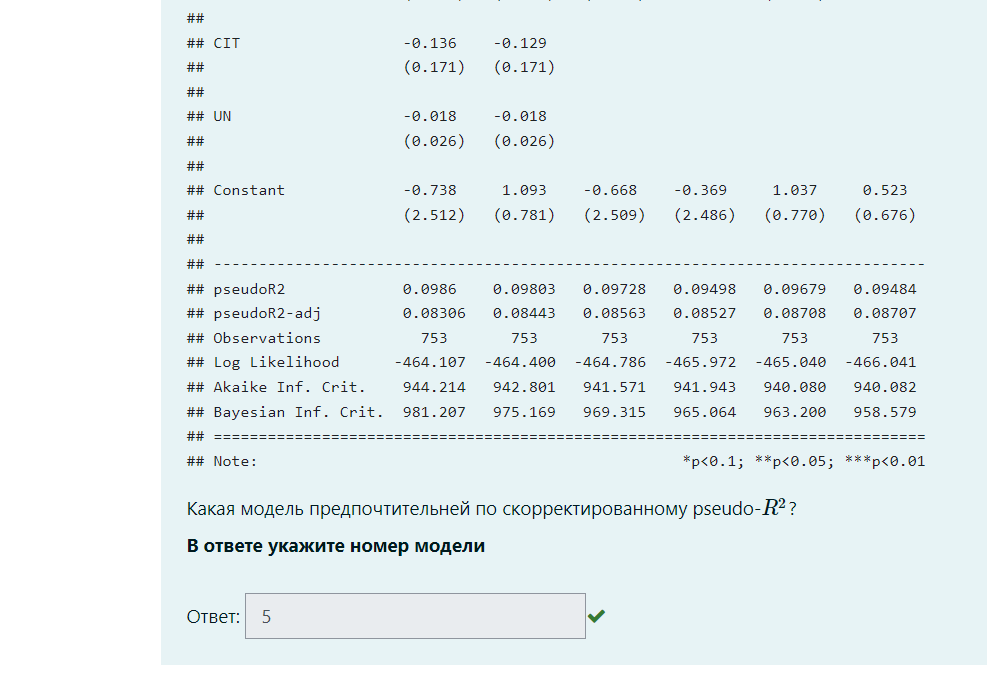 ##
## CIT -0.136 -0.129
## (0.171) (0.171)
##
## UN -0.018 -0.018
## (0.026) (0.026)
##
## Constant -0.738 1.093 -0.668 -0.369 1.037 0.523
## (2.512) (0.781) (2.509) (2.486) (0.770) (0.676)
##
## --------------------------------------------------------------------------------
## pseudoR2 0.0986 0.09803 0.09728 0.09498 0.09679 0.09484
## pseudoR2-adj 0.08306 0.08443 0.08563 0.08527 0.08708 0.08707
## Observations 753 753 753 753 753 753
## Log Likelihood -464.107 -464.400 -464.786 -465.972 -465.040 -466.041
## Akaike Inf. Crit. 944.214 942.801 941.571 941.943 940.080 940.082
## Bayesian Inf. Crit. 981.207 975.169 969.315 965.064 963.200 958.579
## ================================================================================
## Note: *p<0.1; **p<0.05; ***p<0.01
Какая модель предпочтительней по скорректированному pseudo-R²?
В ответе укажите номер модели
Ответ: 5